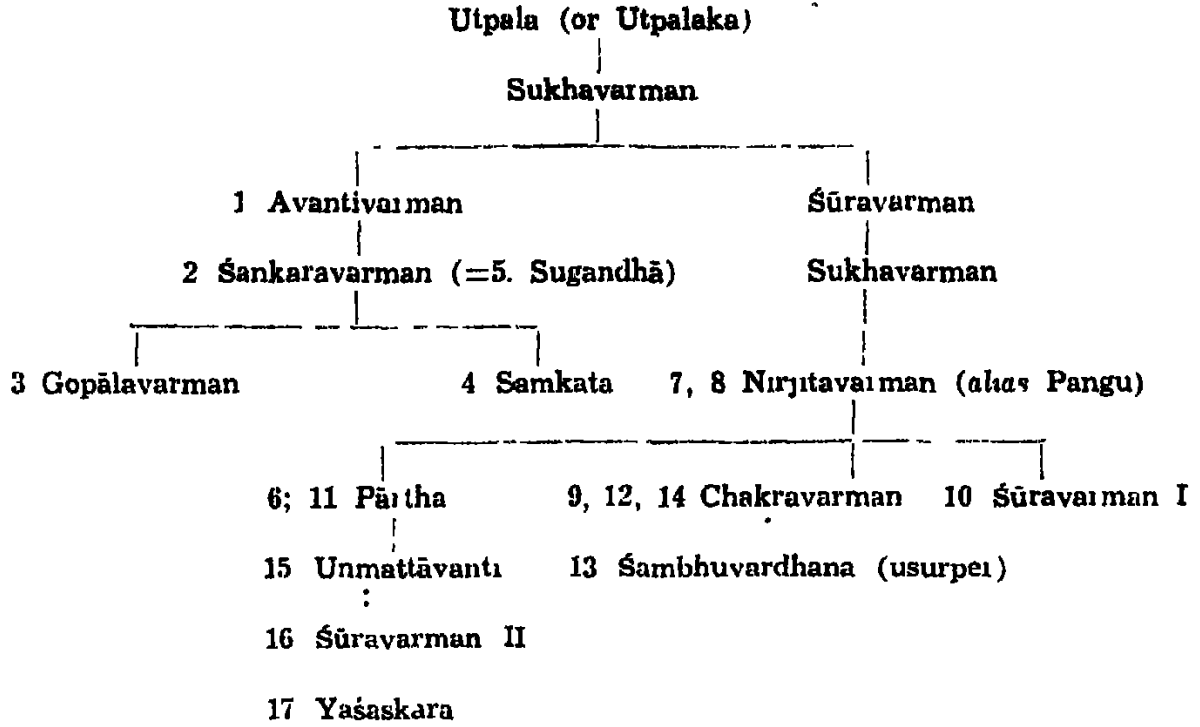 Utpala (or Utpalaka)
Sukhavarman
1 Avantivarman Śūravarman
2 Śankaravarman (=5. Sugandhā) Sukhavarman
3 Gopālavarman 4 Samkata 7, 8 Nirjitavarman (alias Pangu)
6; 11 Pārtha 9, 12, 14 Chakravarman 10 Śūravarman I
15 Unmattāvanti 13 Śambhuvardhana (usurper)
16 Śūravarman II
17 Yaśaskara